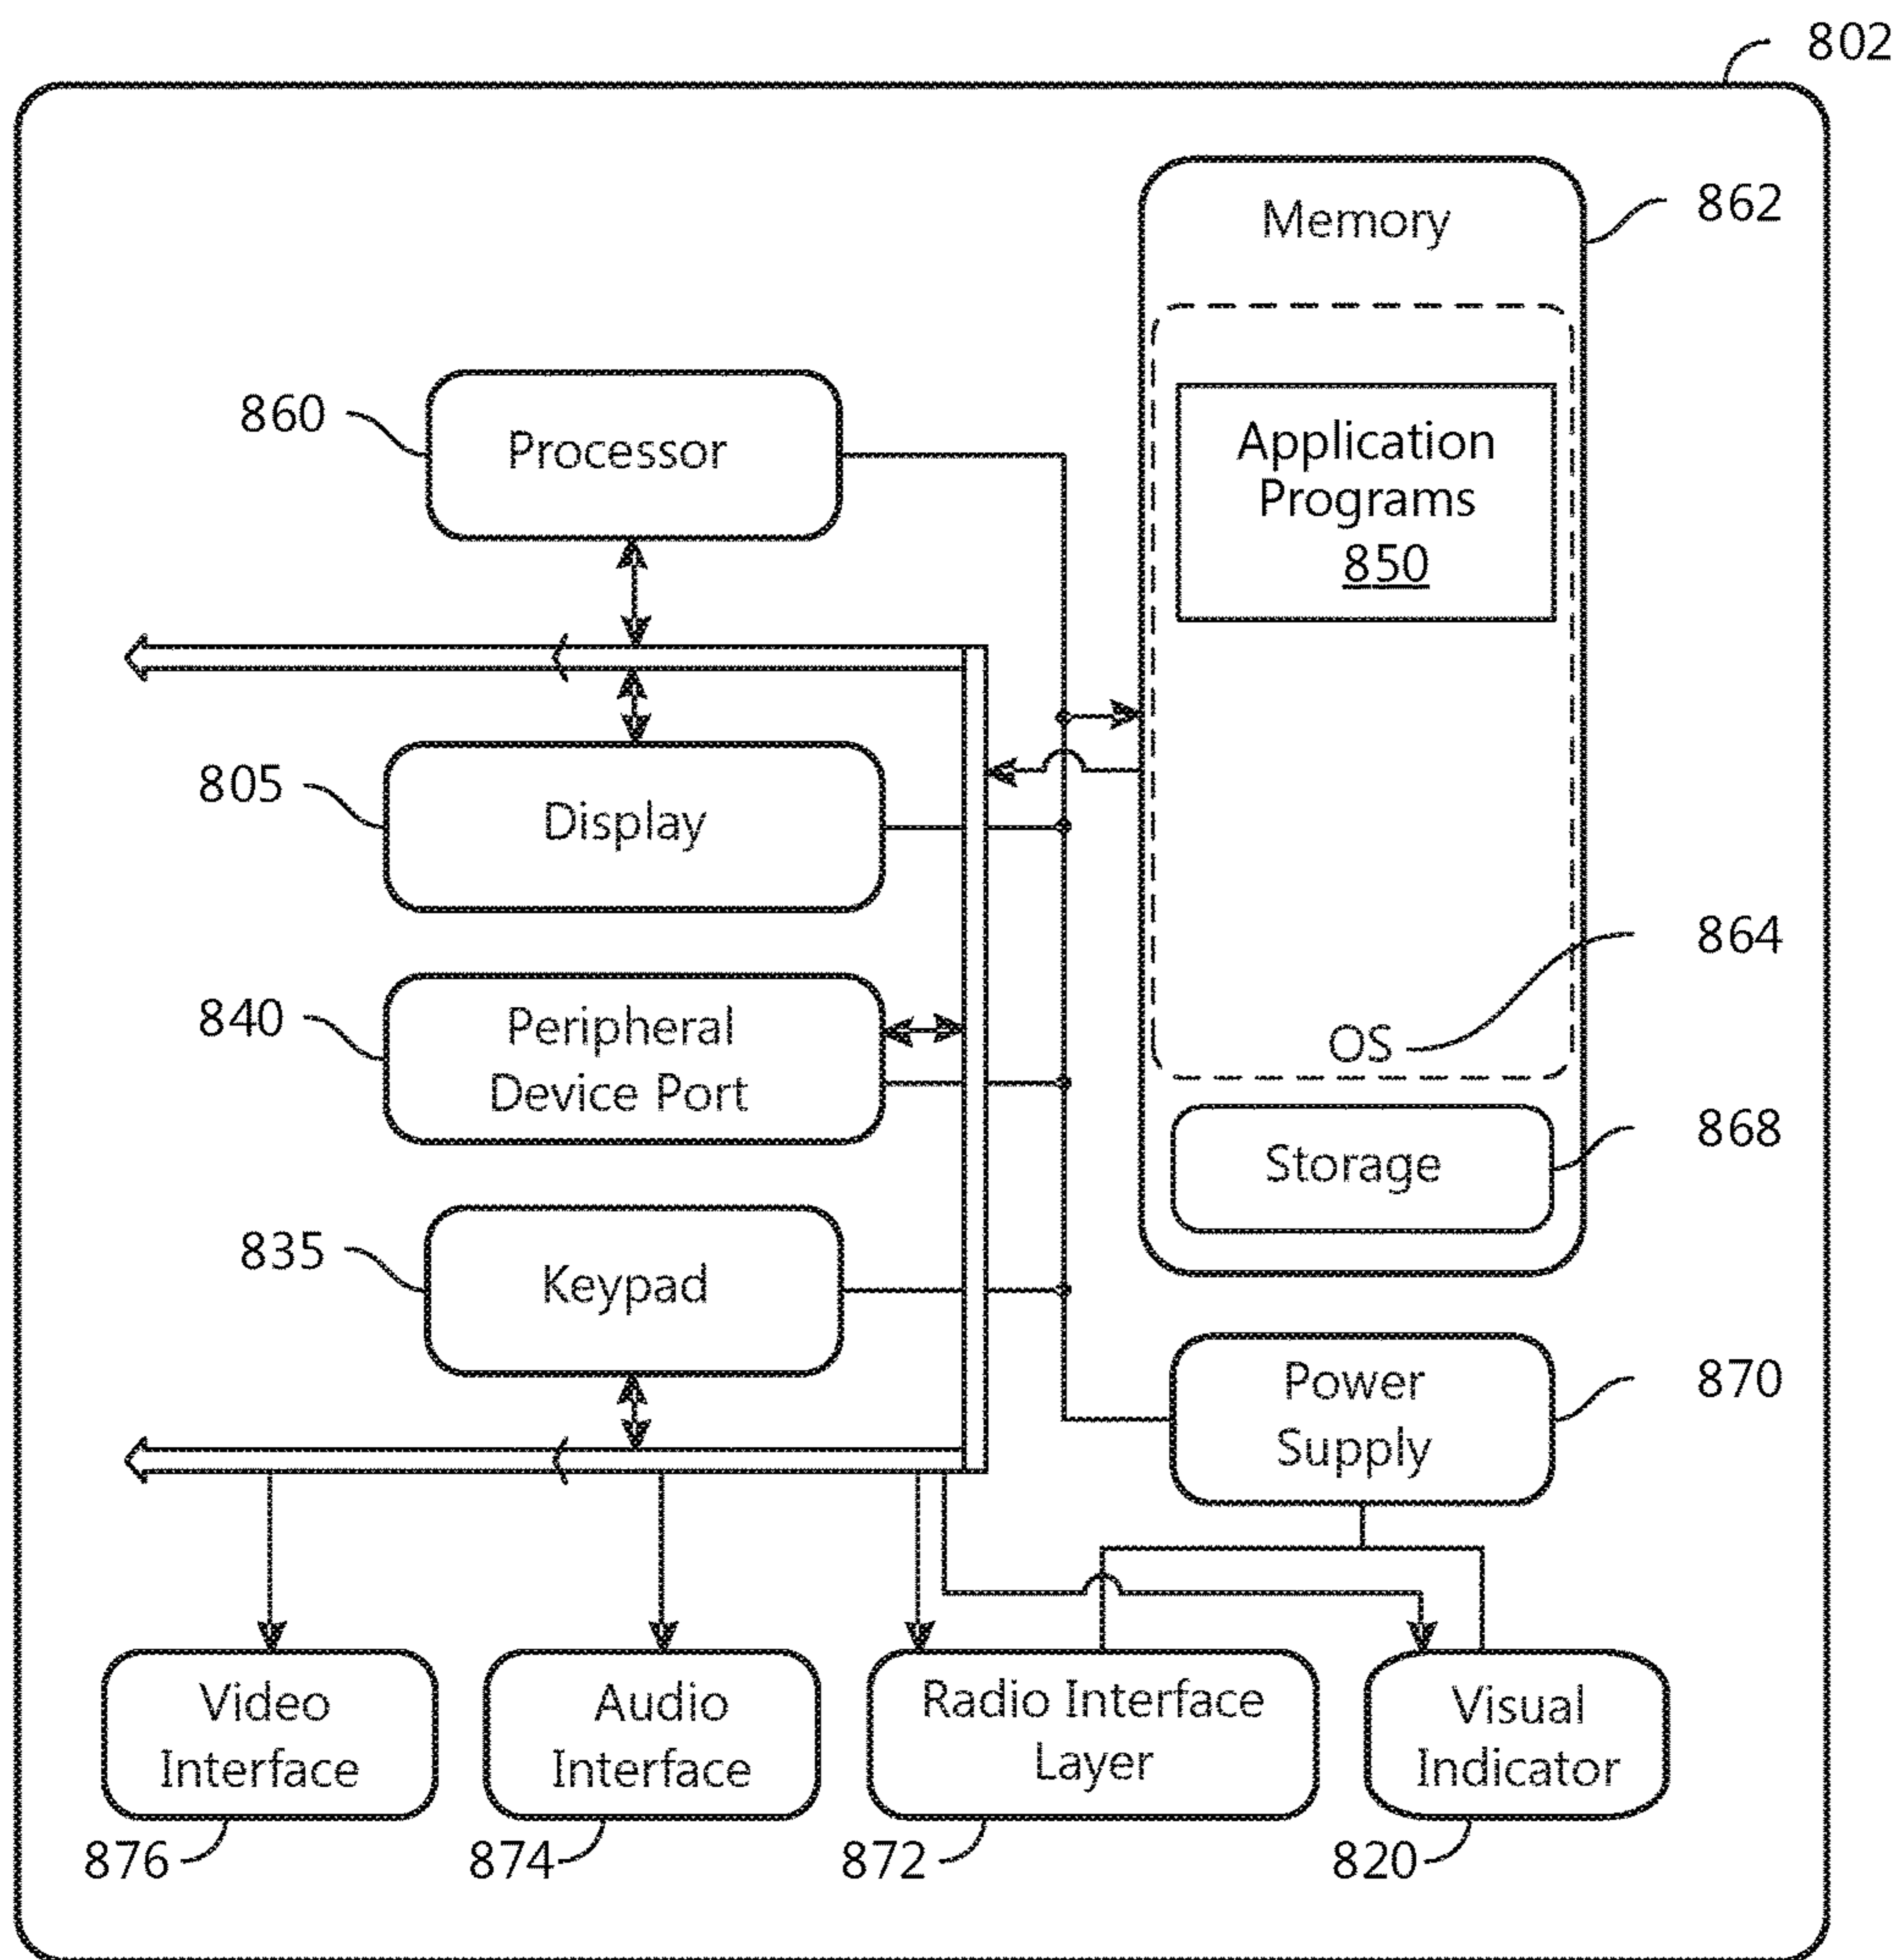 802
Memory
862
Application
Programs
850
860
Processor
805
Display
864
840
Peripheral
Device Port
OS
868
Storage
835
Keypad
Power
Supply
870
Video
Interface
Audio
Interface
Radio Interface
Layer
Visual
Indicator
876
874
872
820